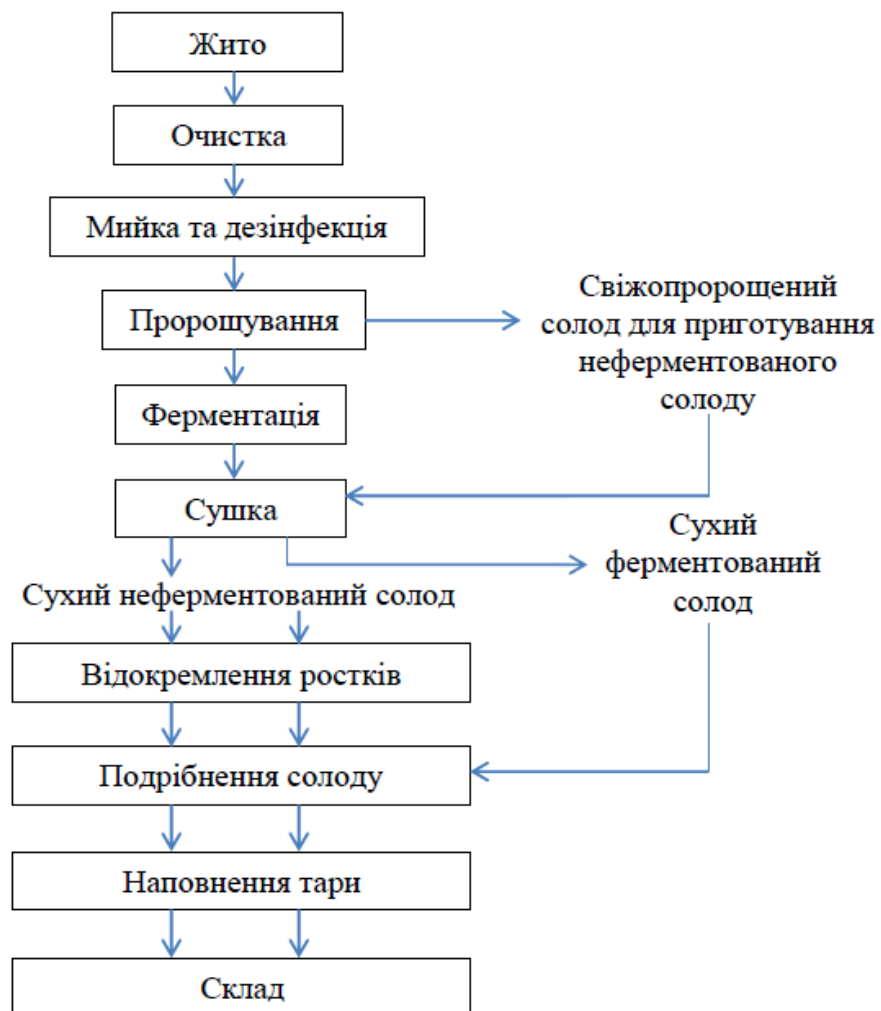 Жито
Очистка
Мийка та дезінфекція
Пророщування
Свіжопророщений
солод для приготування
неферментованого
солоду
Ферментація
Сушка
Сухий
ферментований
солод
Сухий неферментований солод
Відокремлення ростків
Подрібнення солоду
Наповнення тари
Склад